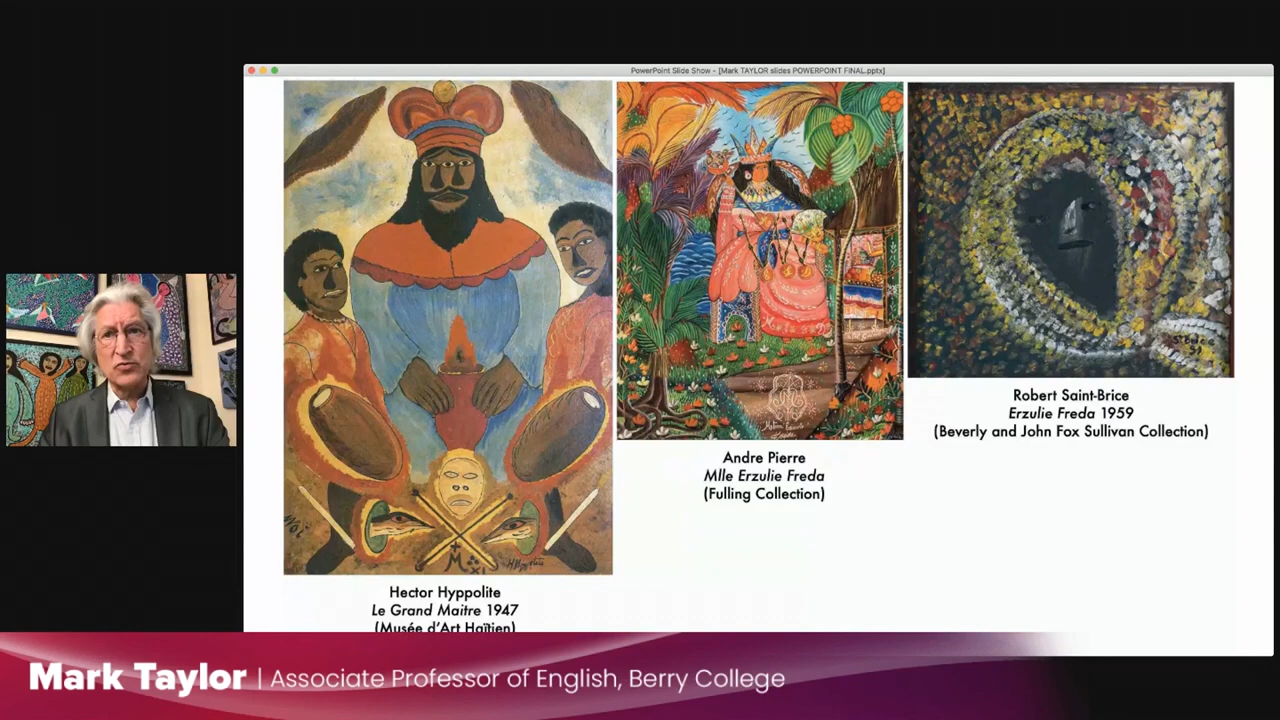 PowerPoint Slide Show - [Mark TAYLOR slides POWERPOINT FINAL.pptx]
Hector Hyppolite
Le Grand Maitre 1947
(Musée d'Art Haïtien)
Andre Pierre
Mlle Erzulie Freda
(Fulling Collection)
Robert Saint-Brice
Erzulie Freda 1959
(Beverly and John Fox Sullivan Collection)
Mark Taylor | Associate Professor of English, Berry College